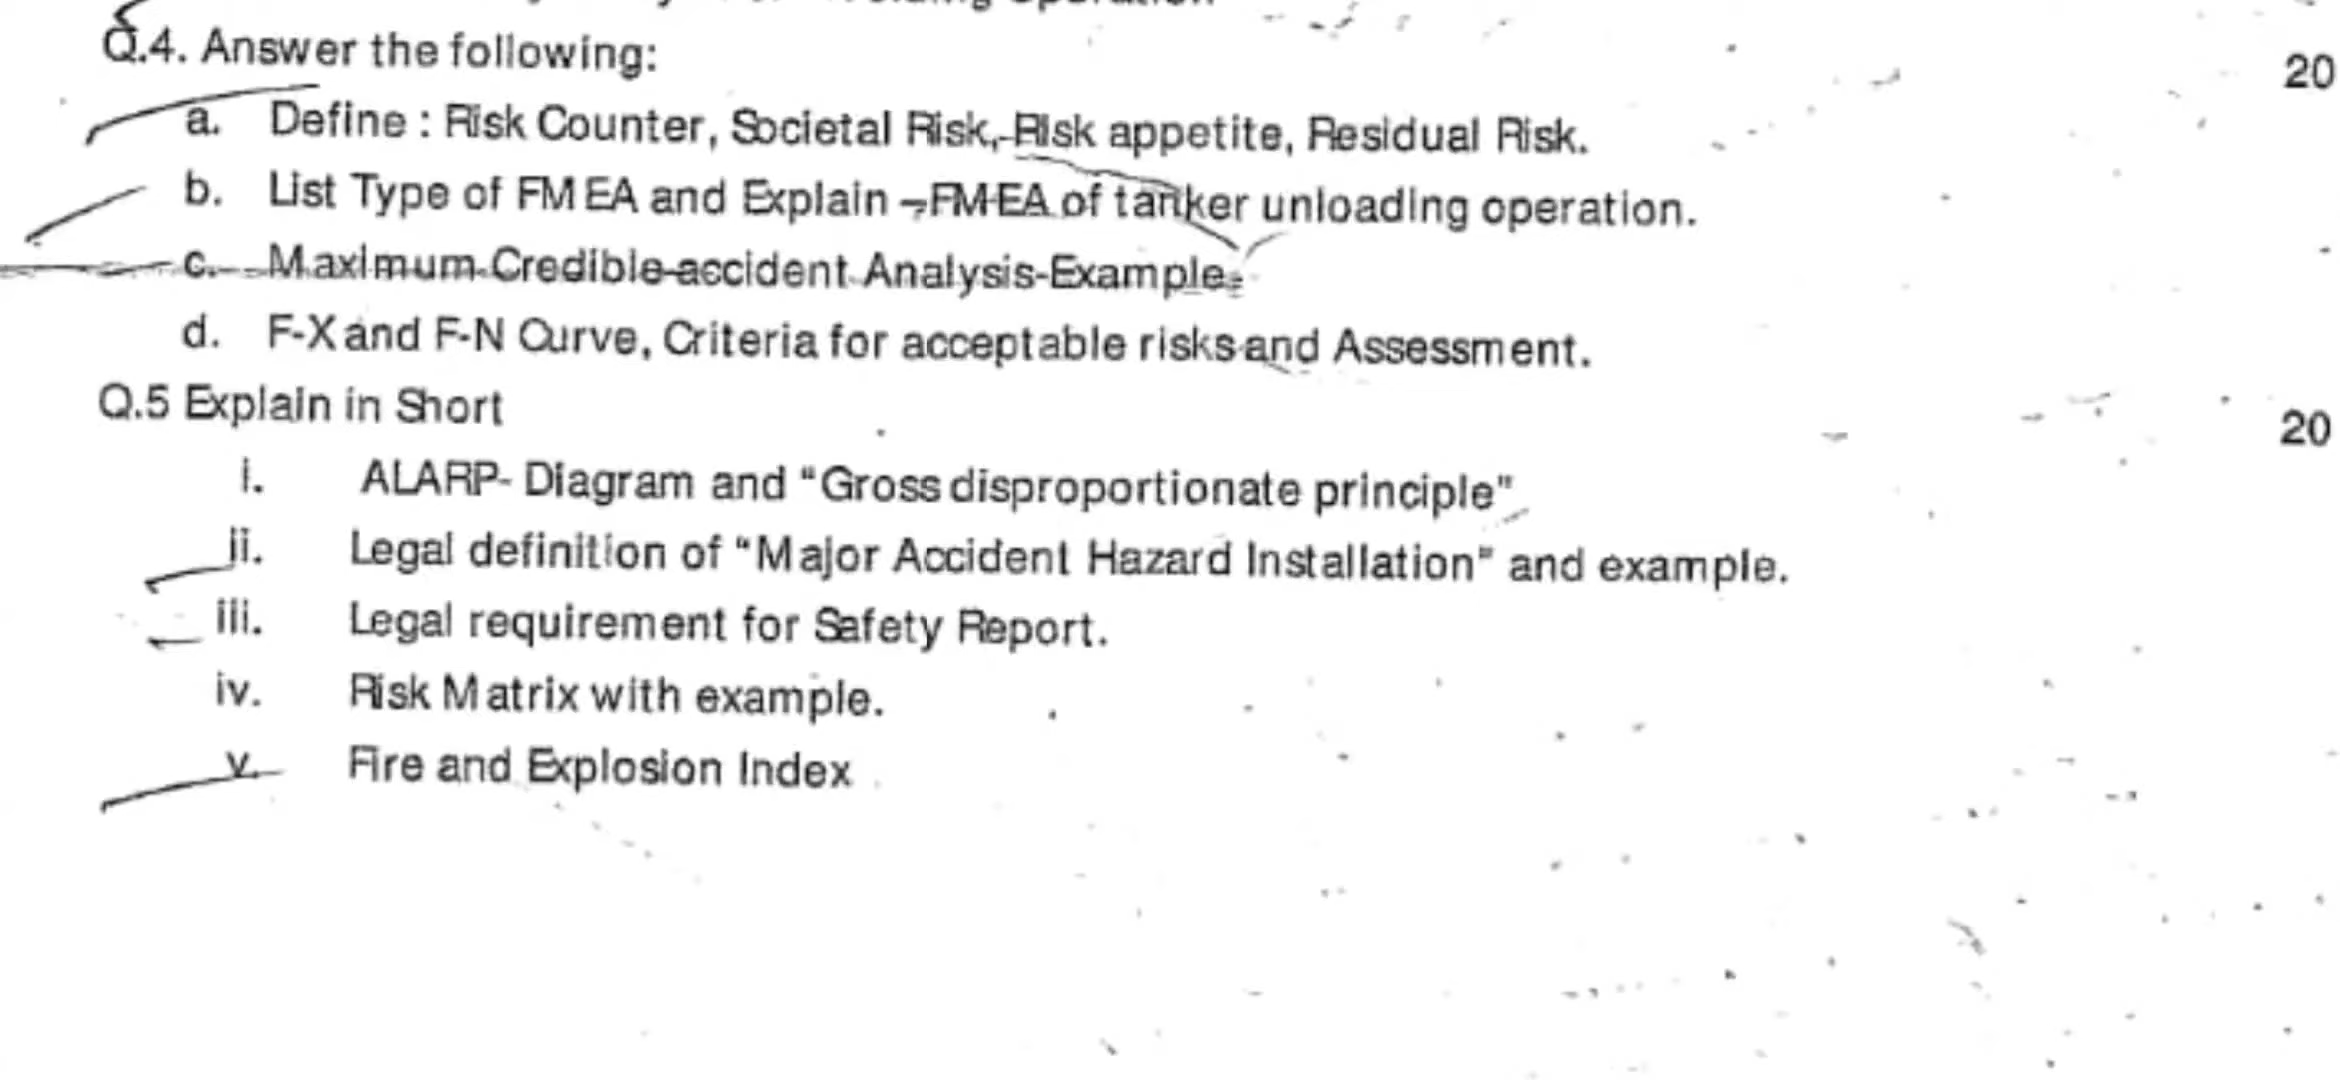 Operation
Q.4. Answer the following: 20
a. Define : Risk Counter, Societal Risk, Risk appetite, Residual Risk.
b. List Type of FMEA and Explain – FMEA of tanker unloading operation.
c. Maximum Credible accident Analysis-Example.
d. F-X and F-N Curve, Criteria for acceptable risks and Assessment.
Q.5 Explain in Short 20
i. ALARP- Diagram and “Gross disproportionate principle”
ii. Legal definition of “Major Accident Hazard Installation” and example.
iii. Legal requirement for Safety Report.
iv. Risk Matrix with example.
v. Fire and Explosion Index